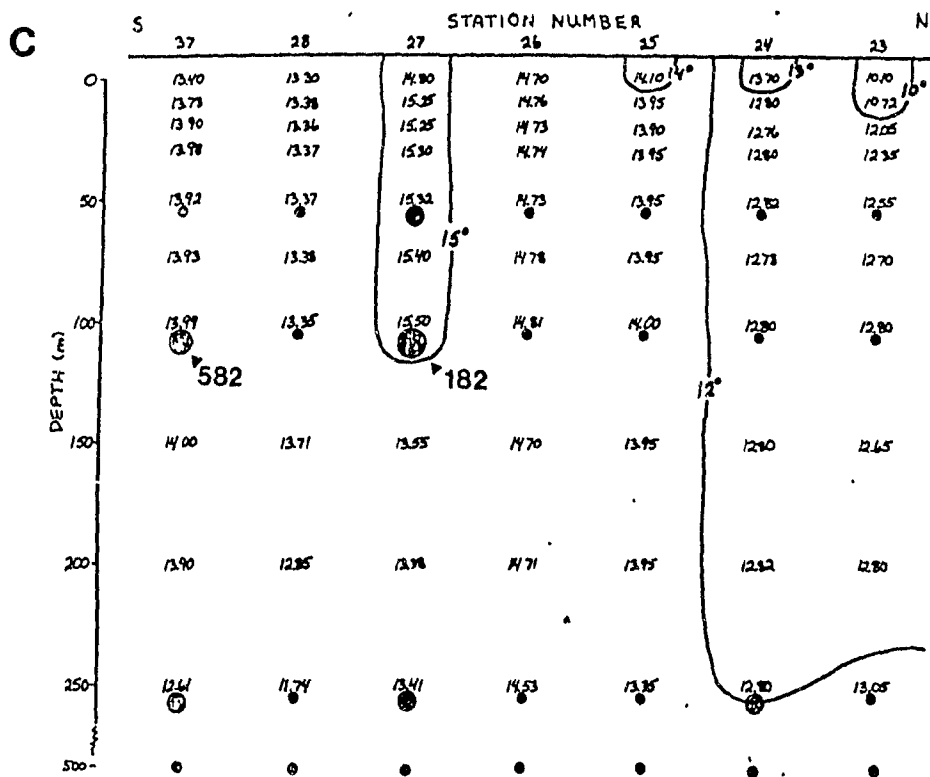 C
S STATION NUMBER N
37 28 27 26 25 24 23
0 13.40 13.30 14.80 14.70 14.10 14° 13.70 13° 10.10 10°
13.73 13.38 15.25 14.76 13.95 12.80 10.72
13.90 13.36 15.25 14.73 13.90 12.76 12.05
13.98 13.37 15.30 14.74 13.95 12.80 12.35
50 13.92 13.37 15.32 14.73 13.95 12.82 12.55
15°
13.93 13.38 15.40 14.78 13.95 12.78 12.70
100 13.99 13.35 15.50 14.81 14.00 12.80 12.80
582 182
12°
DEPTH (m)
150 14.00 13.71 13.55 14.70 13.95 12.80 12.65
200 13.90 12.85 13.38 14.71 13.95 12.82 12.80
250 12.61 11.74 13.41 14.53 13.35 12.80 13.05
500